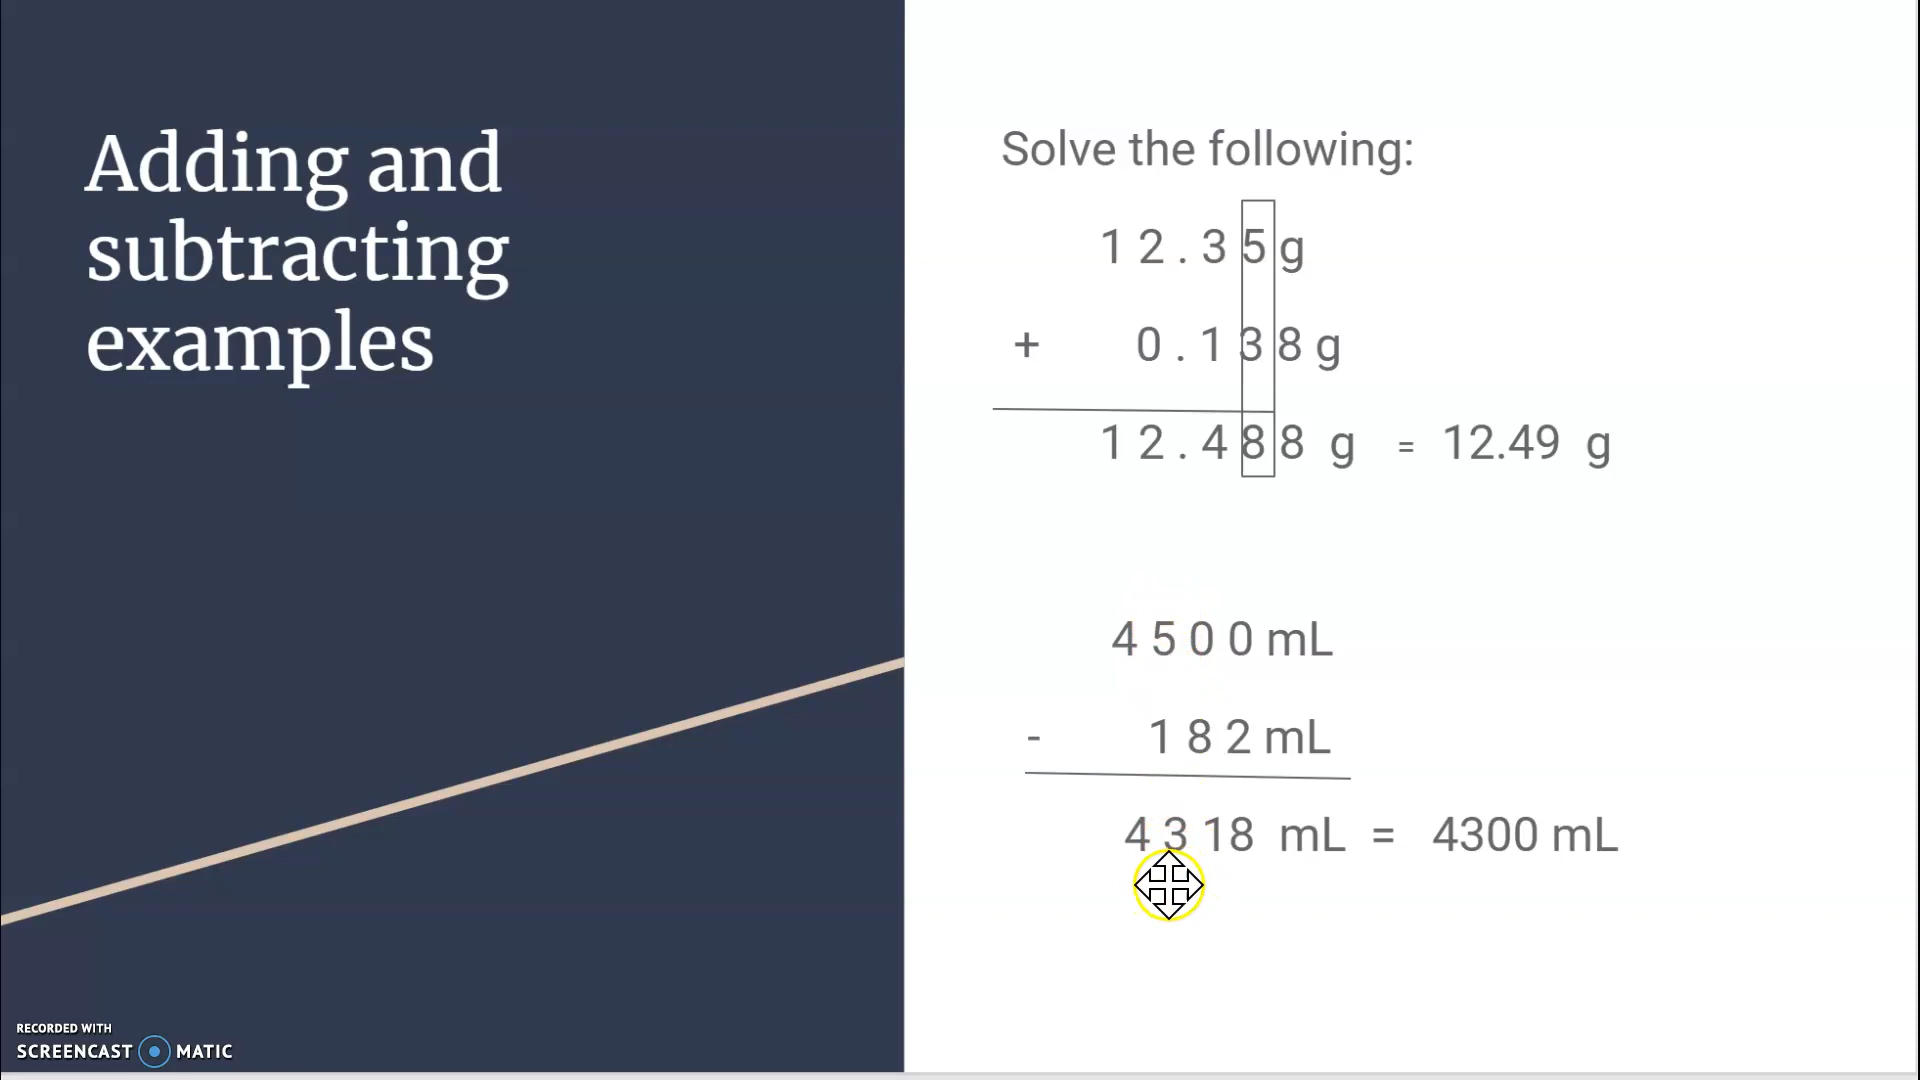 Adding and
subtracting
examples
Solve the following:
1 2 . 3 5 g
+ 0 . 1 3 8 g
1 2 . 4 8 8 g = 12.49 g
4 5 0 0 mL
- 1 8 2 mL
4 3 18 mL = 4300 mL
RECORDED WITH
SCREENCAST MATIC